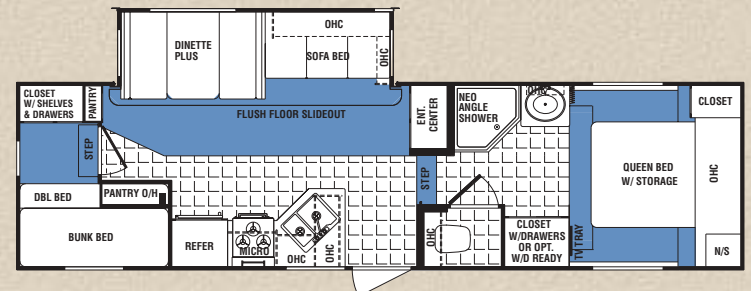 OHC
DINETTE
PLUS
SOFA BED
OHC
CLOSET
W/ SHELVES
& DRAWERS
PANTRY
FLUSH FLOOR SLIDEOUT
ENT.
CENTER
NEO
ANGLE
SHOWER
OHC
CLOSET
STEP
STEP
QUEEN BED
W/ STORAGE
OHC
DBL BED
PANTRY O/H
BUNK BED
REFER
MICRO
OHC
OHC
OHC
CLOSET
W/DRAWERS
OR OPT.
W/D READY
TV TRAY
N/S